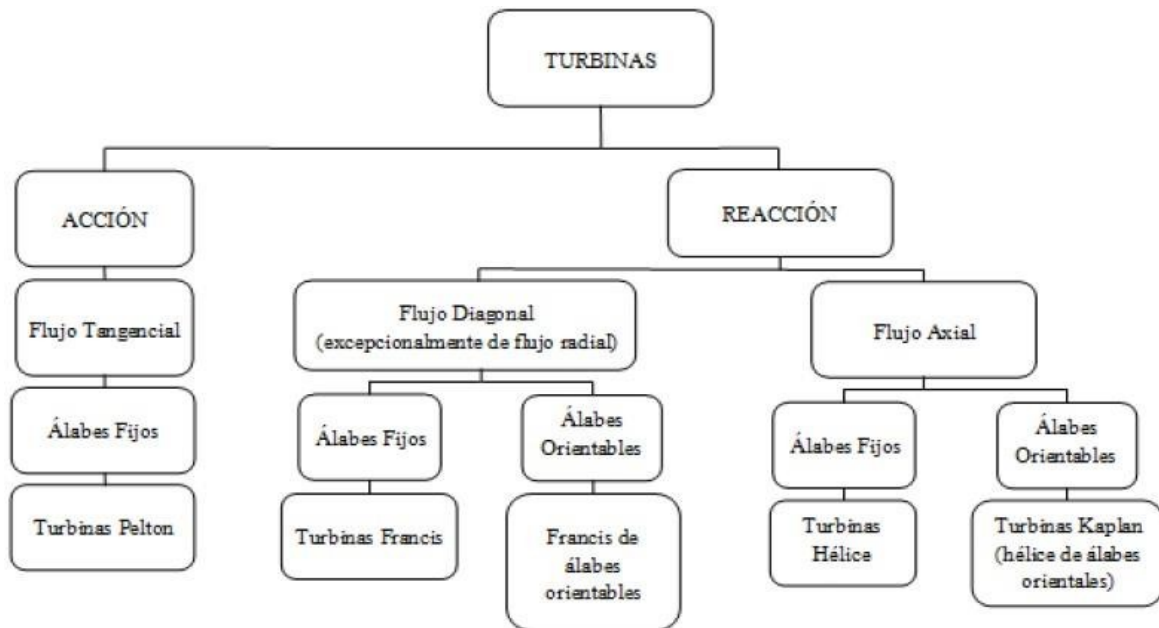 TURBINAS
ACCIÓN
REACCIÓN
Flujo Tangencial
Flujo Diagonal
(excepcionalmente de flujo radial)
Flujo Axial
Álabes Fijos
Álabes Fijos
Álabes
Orientables
Álabes Fijos
Álabes
Orientables
Turbinas Pelton
Turbinas Francis
Francis de
álabes
orientables
Turbinas
Hélice
Turbinas Kaplan
(hélice de álabes
orientales)